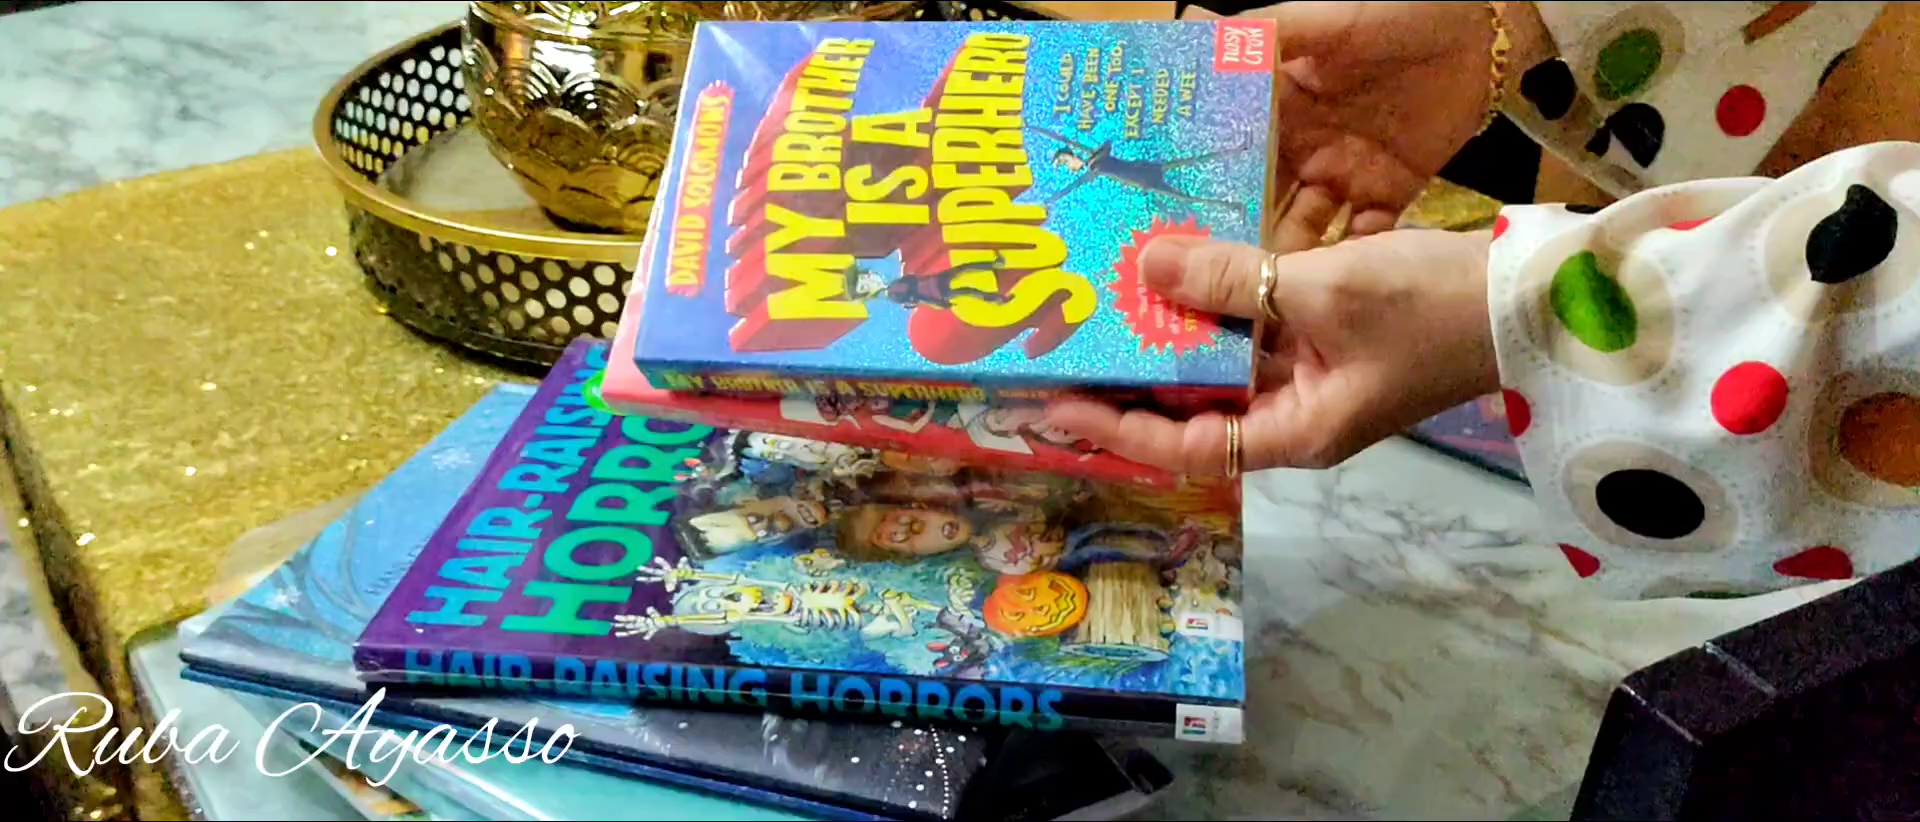 DAVID SOLOMONS
MY BROTHER
IS A
SUPERHERO
I COULD
HAVE BEEN
ONE TOO,
EXCEPT I
NEEDED
A WEE.
nosy
crow
MY BROTHER IS A SUPERHERO
HAIR-RAISING
HORRO
HAIR-RAISING HORRORS
Ruba Ayasso